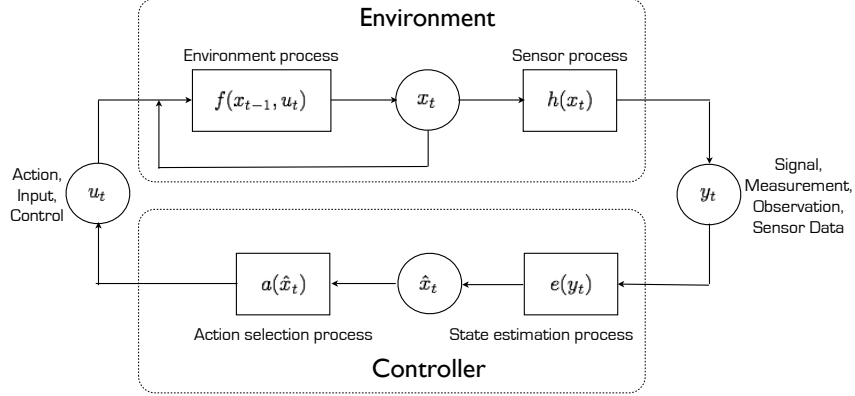 Environment
Environment process
Sensor process
f(x_{t−1}, u_t)
x_t
h(x_t)
Action,
Input,
Control
u_t
y_t
Signal,
Measurement,
Observation,
Sensor Data
a(x̂_t)
x̂_t
e(y_t)
Action selection process
State estimation process
Controller